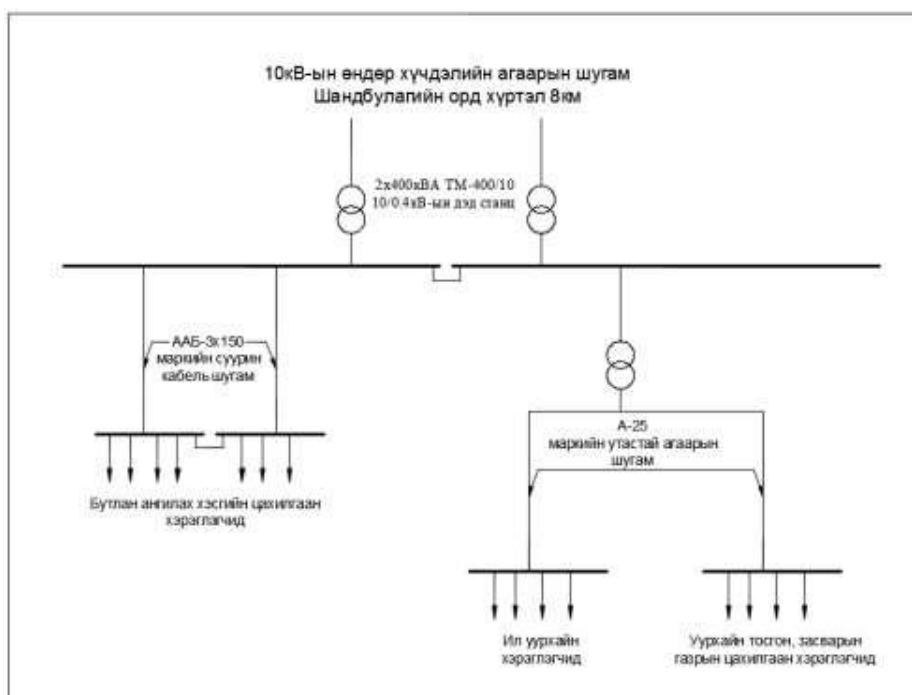 10кВ-ын өндөр хүчдэлийн агаарын шугам
Шандбулагийн орд хүртэл 8км
2х400кВА ТМ-400/10
10/0.4кВ-ын дэд станц
ААБ-3х150
маркийн суурин
кабель шугам
А-25
маркийн утастай агаарын
шугам
Бутлан ангилах хэсгийн цахилгаан
хэрэглэгчид
Ил уурхайн
хэрэглэгчид
Уурхайн тосгон, засварын
газрын цахилгаан хэрэглэгчид